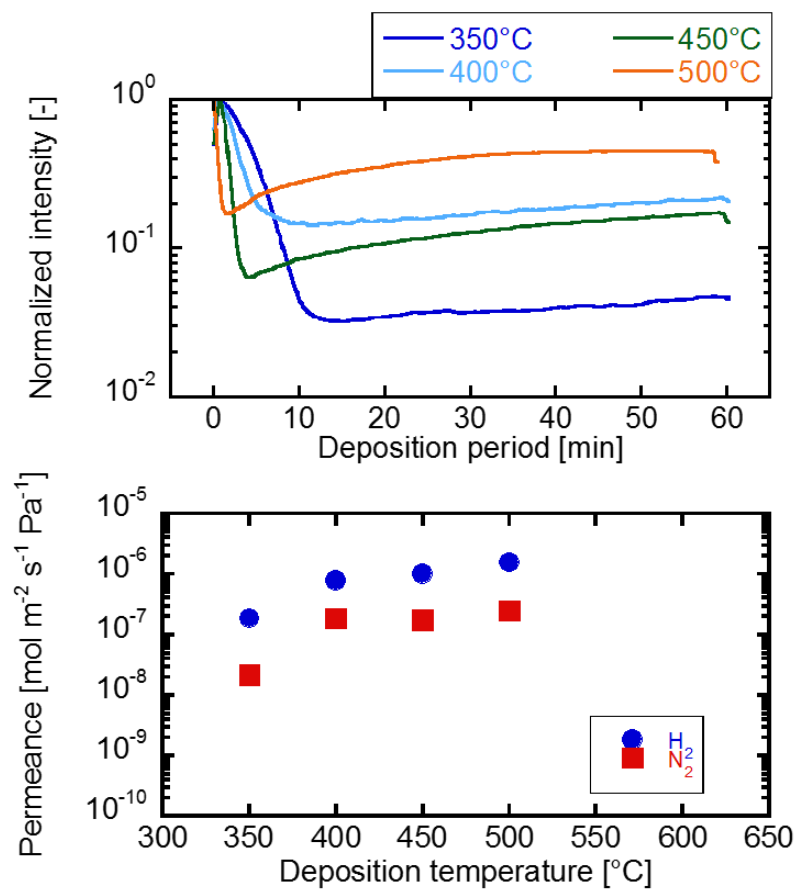 350°C 450°C
400°C 500°C
Normalized intensity [-]
10⁰
10⁻¹
10⁻²
0 10 20 30 40 50 60
Deposition period [min]
Permeance [mol m⁻² s⁻¹ Pa⁻¹]
10⁻⁵
10⁻⁶
10⁻⁷
10⁻⁸
10⁻⁹
10⁻¹⁰
H₂
N₂
300 350 400 450 500 550 600 650
Deposition temperature [°C]